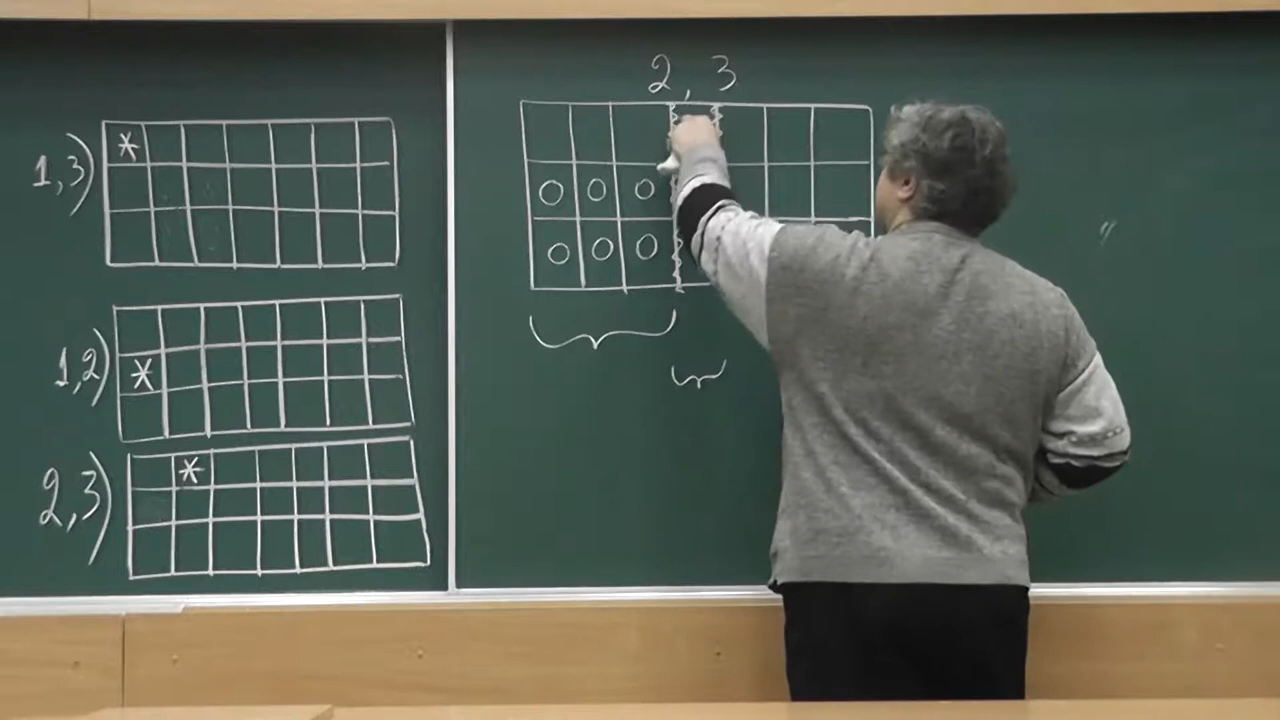 1,3) *
1,2) *
2,3) *
2, 3
○ ○ ○
○ ○ ○